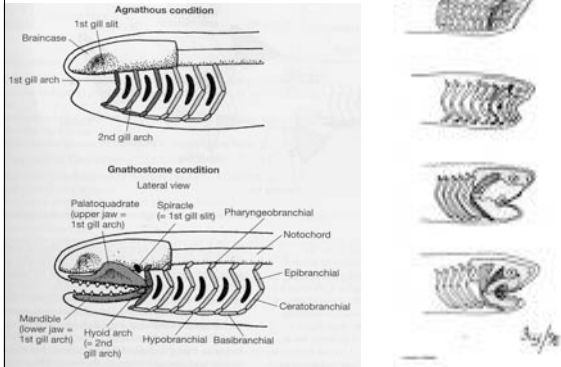 Agnathous condition
1st gill slit
Braincase
1st gill arch
2nd gill arch
Gnathostome condition
Lateral view
Palatoquadrate
(upper jaw =
1st gill arch)
Spiracle
(= 1st gill slit)
Pharyngeobranchial
Notochord
Epibranchial
Ceratobranchial
Mandible
(lower jaw =
1st gill arch)
Hyoid arch
(= 2nd
gill arch)
Hypobranchial
Basibranchial